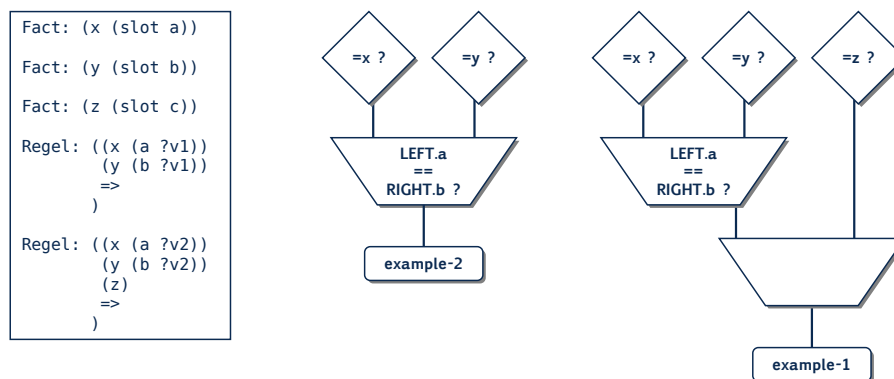 Fact: (x (slot a))
Fact: (y (slot b))
Fact: (z (slot c))
Regel: ((x (a ?v1))
(y (b ?v1))
=>
)
Regel: ((x (a ?v2))
(y (b ?v2))
(z)
=>
)
=x ?
=y ?
LEFT.a
==
RIGHT.b ?
example-2
=x ?
=y ?
=z ?
LEFT.a
==
RIGHT.b ?
example-1